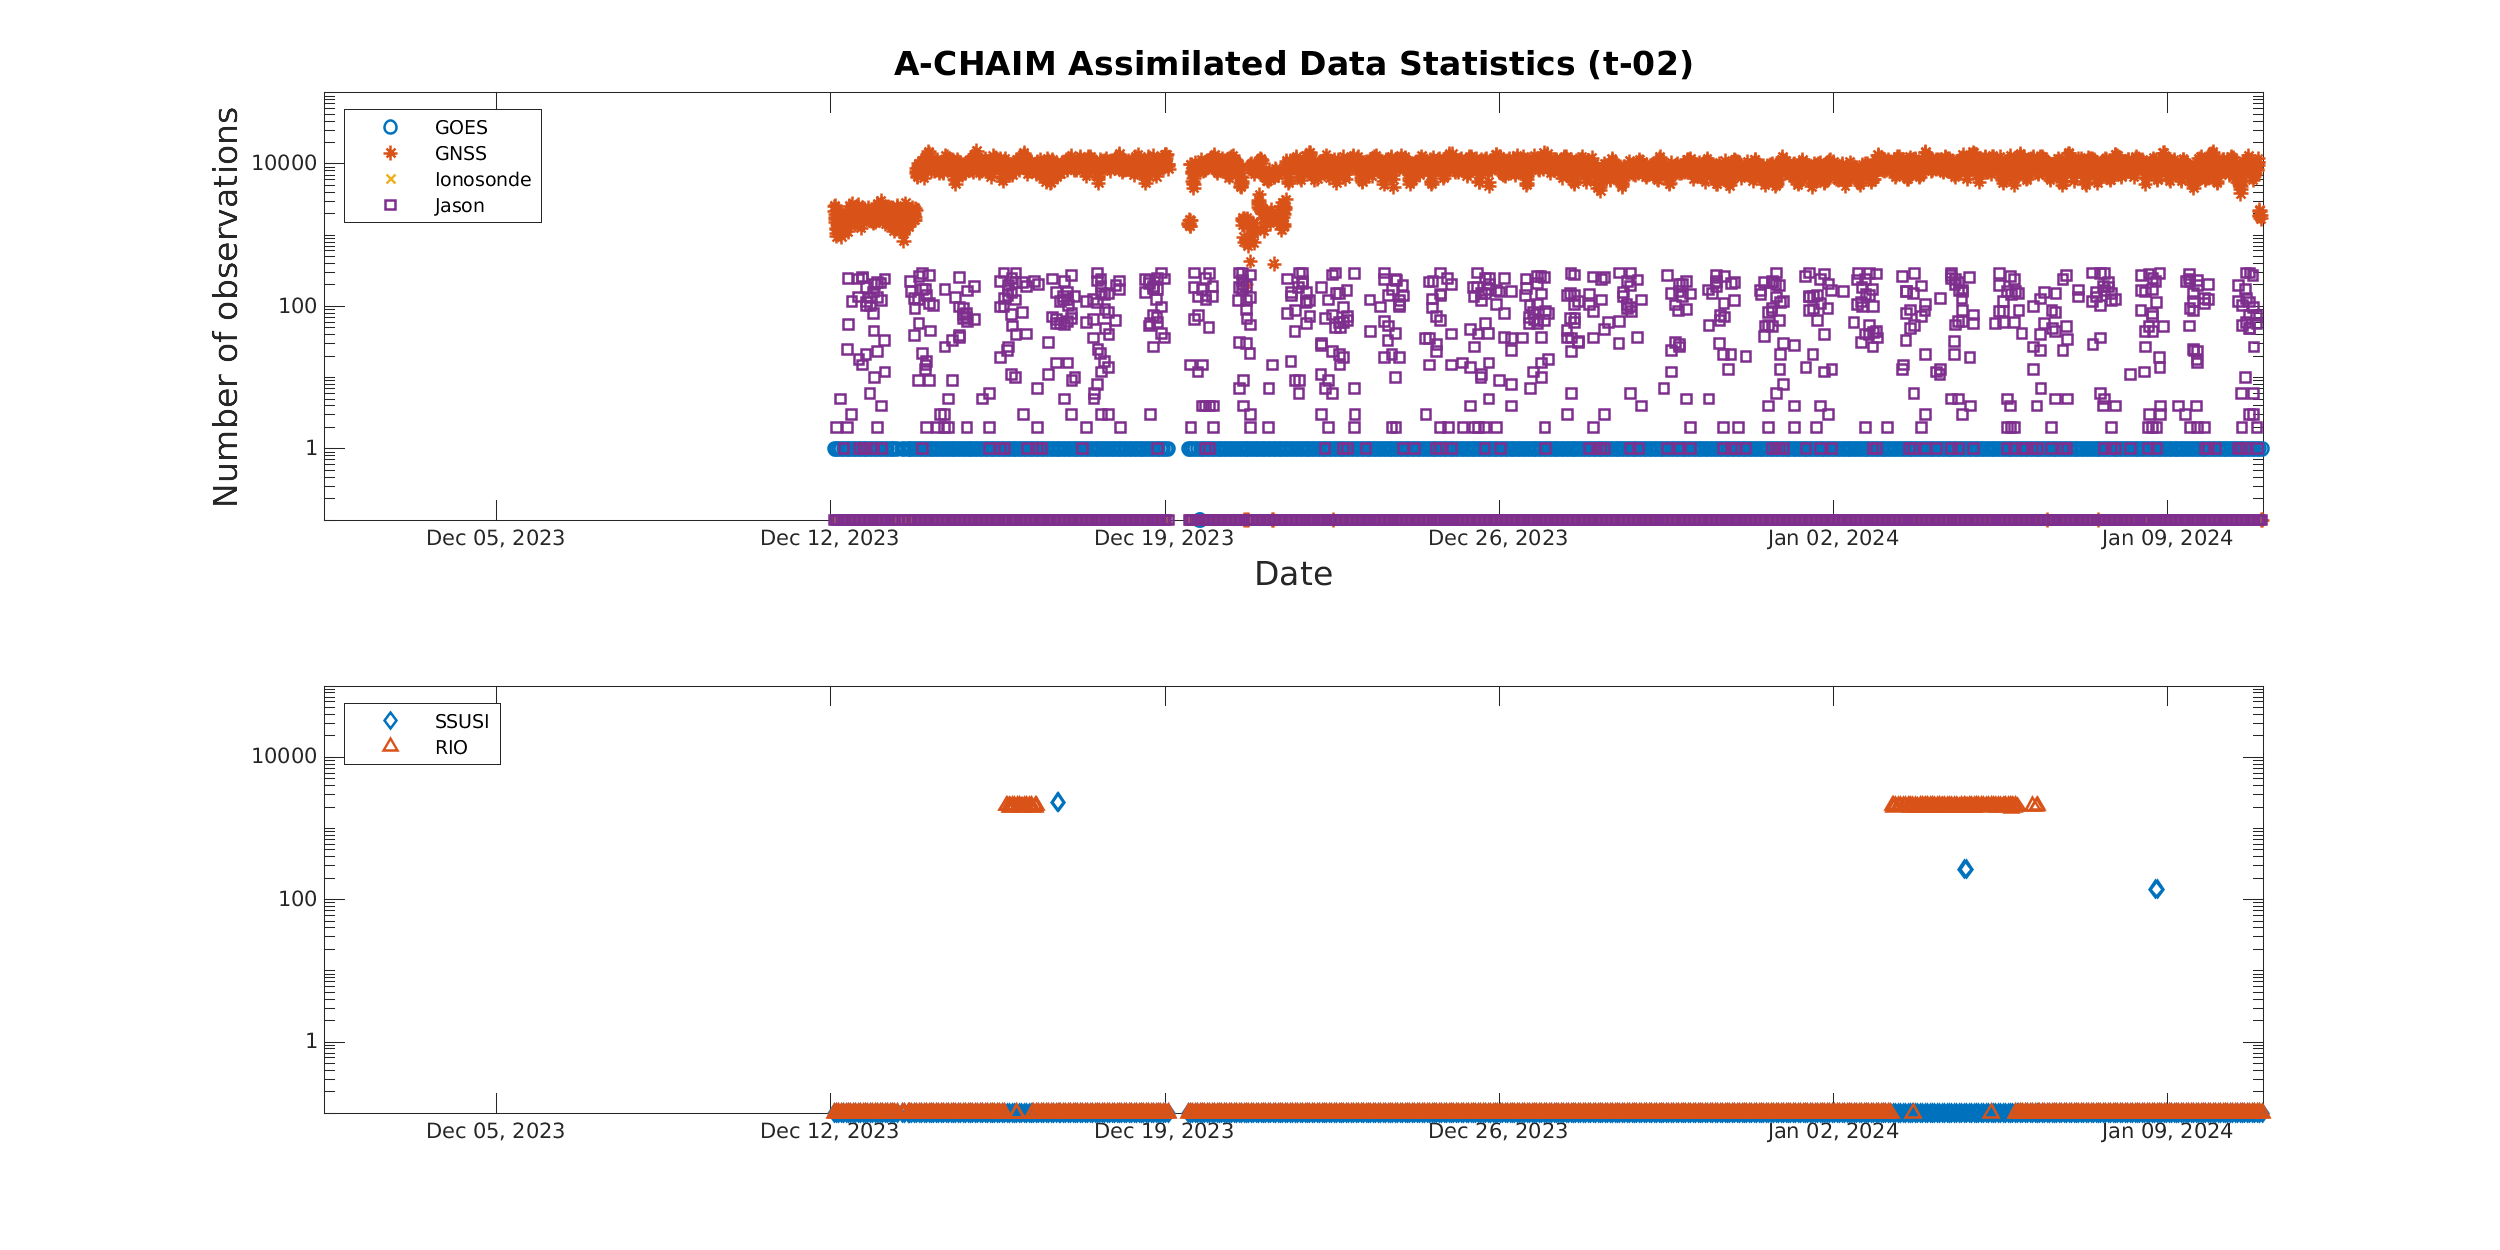 A-CHAIM Assimilated Data Statistics (t-02)
Number of observations
10000
100
1
GOES
GNSS
Ionosonde
Jason
Dec 05, 2023
Dec 12, 2023
Dec 19, 2023
Dec 26, 2023
Jan 02, 2024
Jan 09, 2024
Date
10000
100
1
SSUSI
RIO
Dec 05, 2023
Dec 12, 2023
Dec 19, 2023
Dec 26, 2023
Jan 02, 2024
Jan 09, 2024